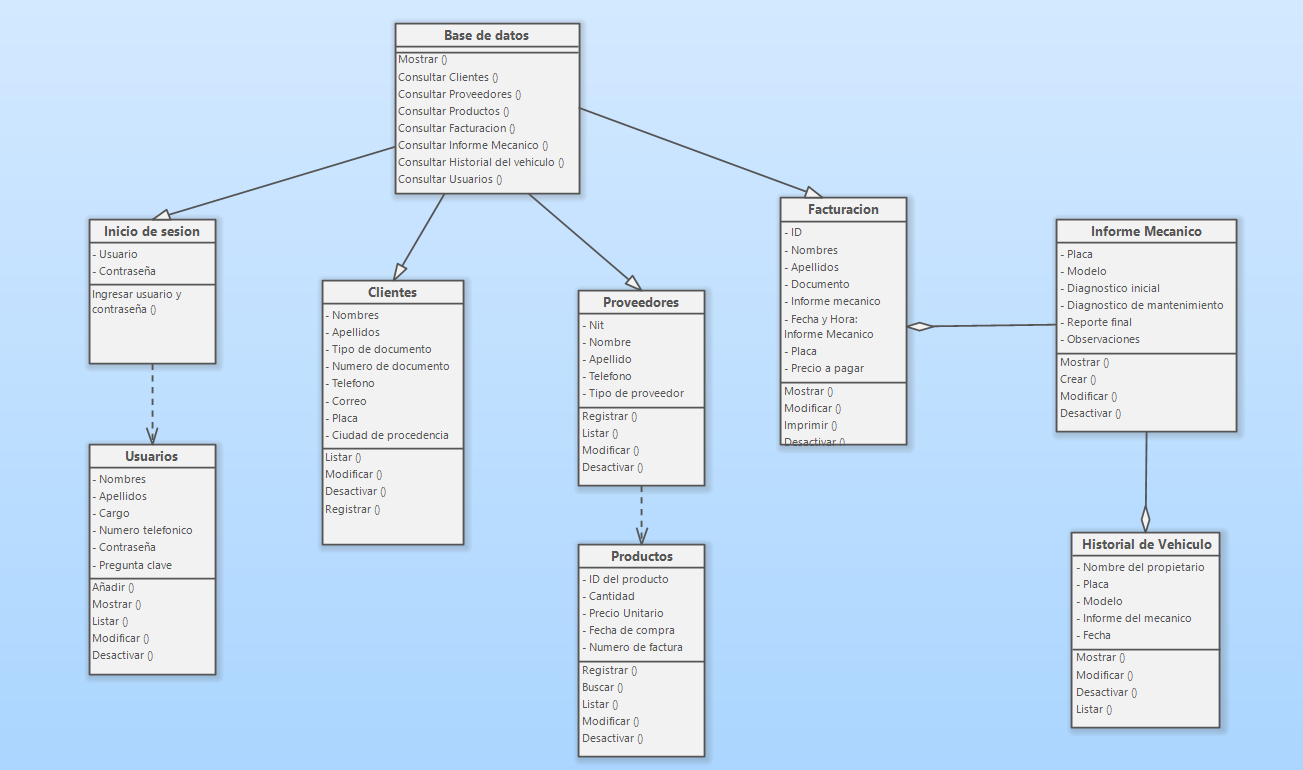 Base de datos
Mostrar ()
Consultar Clientes ()
Consultar Proveedores ()
Consultar Productos ()
Consultar Facturacion ()
Consultar Informe Mecanico ()
Consultar Historial del vehiculo ()
Consultar Usuarios ()
Inicio de sesion
- Usuario
- Contraseña
Ingresar usuario y
contraseña ()
Usuarios
- Nombres
- Apellidos
- Cargo
- Numero telefonico
- Contraseña
- Pregunta clave
Añadir ()
Mostrar ()
Listar ()
Modificar ()
Desactivar ()
Clientes
- Nombres
- Apellidos
- Tipo de documento
- Numero de documento
- Telefono
- Correo
- Placa
- Ciudad de procedencia
Listar ()
Modificar ()
Desactivar ()
Registrar ()
Proveedores
- Nit
- Nombre
- Apellido
- Telefono
- Tipo de proveedor
Registrar ()
Listar ()
Modificar ()
Desactivar ()
Productos
- ID del producto
- Cantidad
- Precio Unitario
- Fecha de compra
- Numero de factura
Registrar ()
Buscar ()
Listar ()
Modificar ()
Desactivar ()
Facturacion
- ID
- Nombres
- Apellidos
- Documento
- Informe mecanico
- Fecha y Hora:
Informe Mecanico
- Placa
- Precio a pagar
Mostrar ()
Modificar ()
Imprimir ()
Desactivar ()
Informe Mecanico
- Placa
- Modelo
- Diagnostico inicial
- Diagnostico de mantenimiento
- Reporte final
- Observaciones
Mostrar ()
Crear ()
Modificar ()
Desactivar ()
Historial de Vehiculo
- Nombre del propietario
- Placa
- Modelo
- Informe del mecanico
- Fecha
Mostrar ()
Modificar ()
Desactivar ()
Listar ()